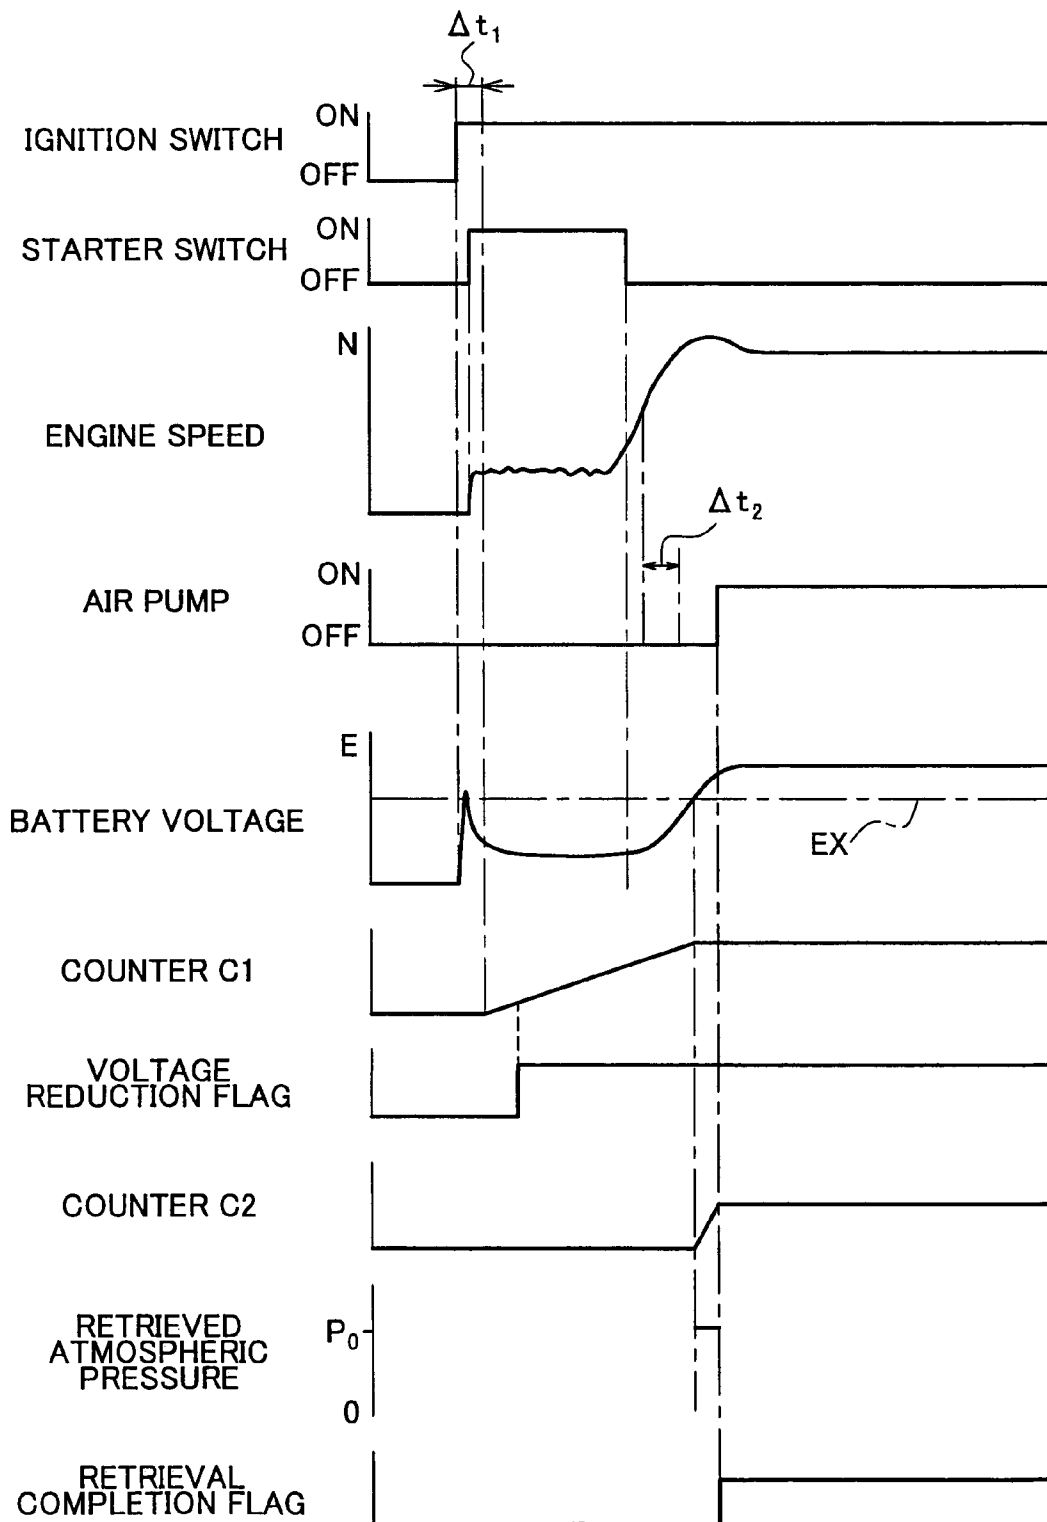 Δt1
IGNITION SWITCH
ON
OFF
STARTER SWITCH
ON
OFF
ENGINE SPEED
N
Δt2
AIR PUMP
ON
OFF
BATTERY VOLTAGE
E
EX
COUNTER C1
VOLTAGE
REDUCTION FLAG
COUNTER C2
RETRIEVED
ATMOSPHERIC
PRESSURE
P0
0
RETRIEVAL
COMPLETION FLAG